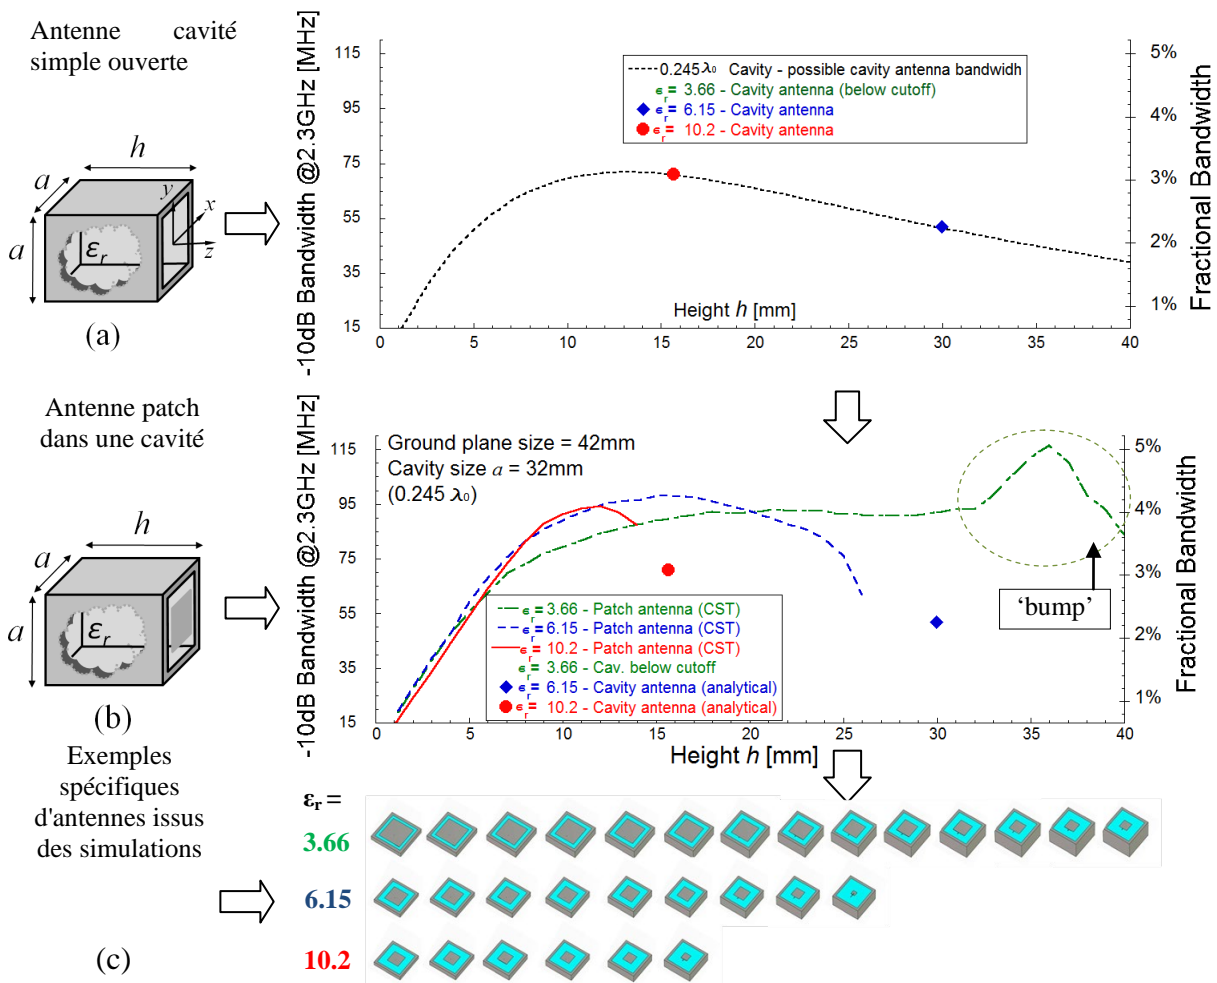 Antenne cavité
simple ouverte
h
a
y
x
z
a
εr
(a)
-10dB Bandwidth @2.3GHz [MHz]
115
95
75
55
35
15
0.245λ0 Cavity - possible cavity antenna bandwidh
εr= 3.66 - Cavity antenna (below cutoff)
εr= 6.15 - Cavity antenna
εr= 10.2 - Cavity antenna
5%
4%
3%
2%
1%
Fractional Bandwidth
Height h [mm]
0 5 10 15 20 25 30 35 40
Antenne patch
dans une cavité
h
a
a
εr
(b)
-10dB Bandwidth @2.3GHz [MHz]
115
95
75
55
35
15
Ground plane size = 42mm
Cavity size a = 32mm
(0.245 λ0)
εr= 3.66 - Patch antenna (CST)
εr= 6.15 - Patch antenna (CST)
εr= 10.2 - Patch antenna (CST)
εr= 3.66 - Cav. below cutoff
εr= 6.15 - Cavity antenna (analytical)
εr= 10.2 - Cavity antenna (analytical)
‘bump’
5%
4%
3%
2%
1%
Fractional Bandwidth
0 5 10 15 20 25 30 35 40
Height h [mm]
Exemples
spécifiques
d'antennes issus
des simulations
(c)
εr =
3.66
6.15
10.2